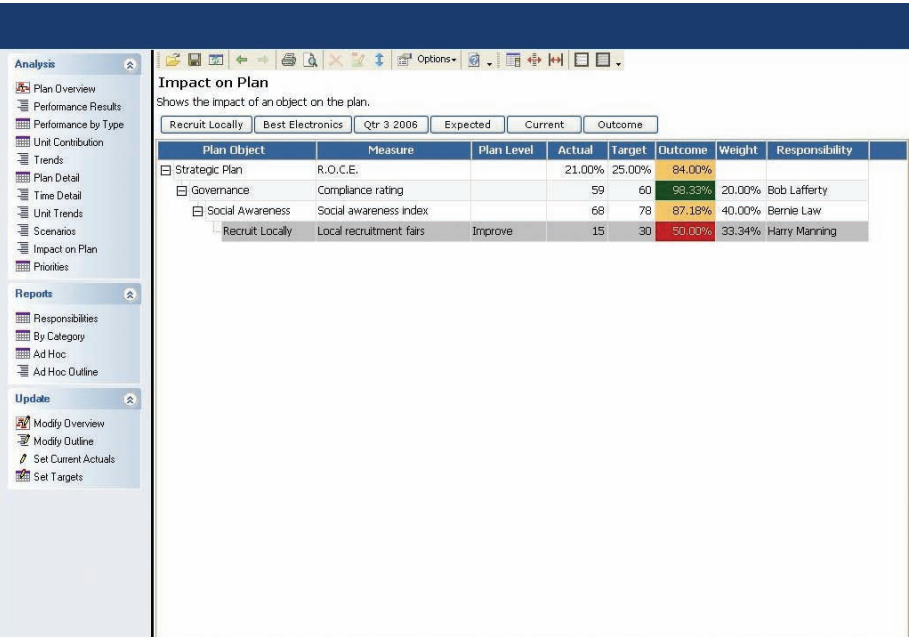 Analysis
Plan Overview
Performance Results
Performance by Type
Unit Contribution
Trends
Plan Detail
Time Detail
Unit Trends
Scenarios
Impact on Plan
Priorities
Reports
Responsibilities
By Category
Ad Hoc
Ad Hoc Outline
Update
Modify Overview
Modify Outline
Set Current Actuals
Set Targets
Options
Impact on Plan
Shows the impact of an object on the plan.
Recruit Locally Best Electronics Qtr 3 2006 Expected Current Outcome
Plan Object Measure Plan Level Actual Target Outcome Weight Responsibility
Strategic Plan R.O.C.E. 21.00% 25.00% 84.00%
Governance Compliance rating 59 60 98.33% 20.00% Bob Lafferty
Social Awareness Social awareness index 68 78 87.18% 40.00% Bernie Law
Recruit Locally Local recruitment fairs Improve 15 30 50.00% 33.34% Harry Manning